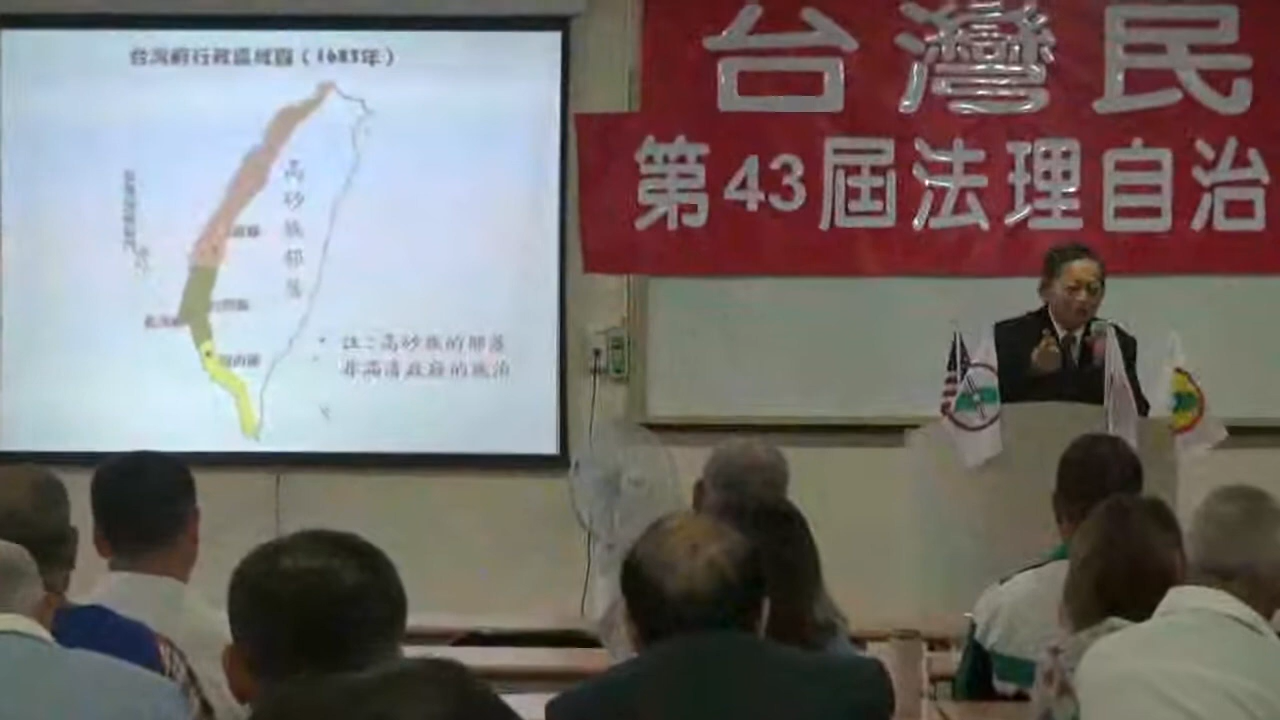 台灣府行政區域圖（1683年）
高砂族部落
• 註：高砂族的部落
非滿清政府的統治
台灣民
第43屆法理自治